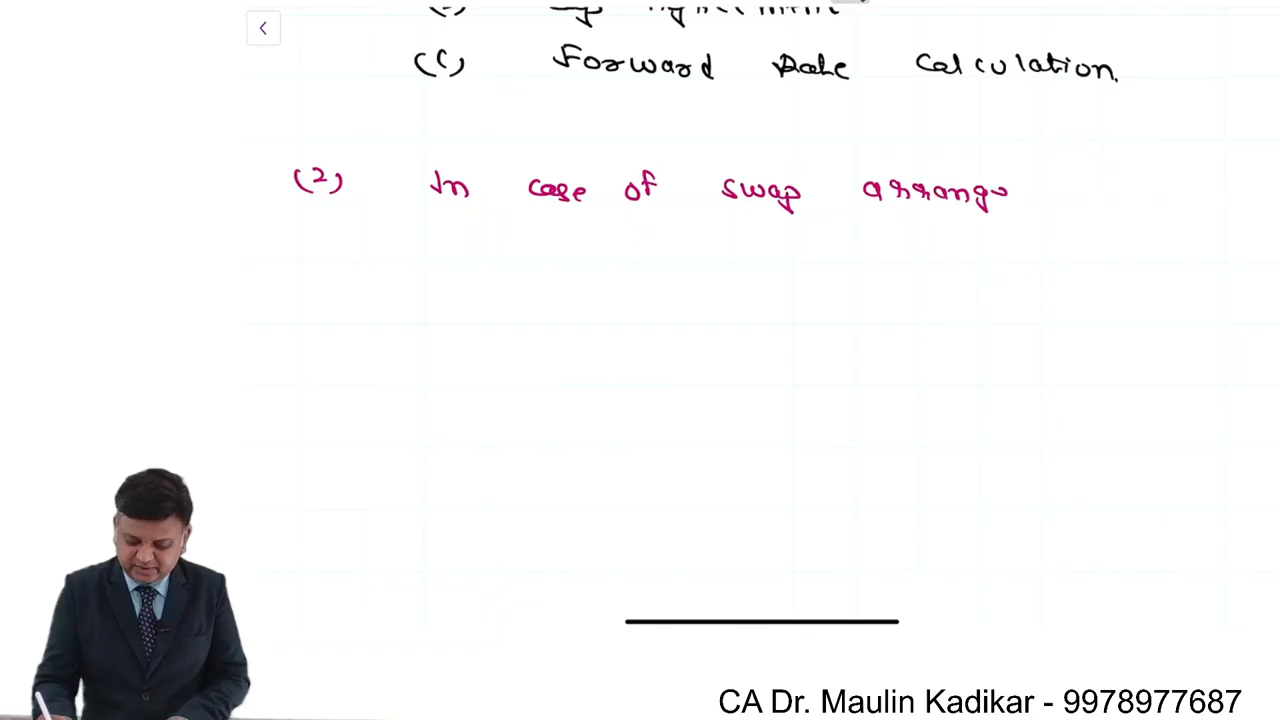 (C) Forward Rate Calculation.
(2) In case of swap arrange
CA Dr. Maulin Kadikar - 9978977687